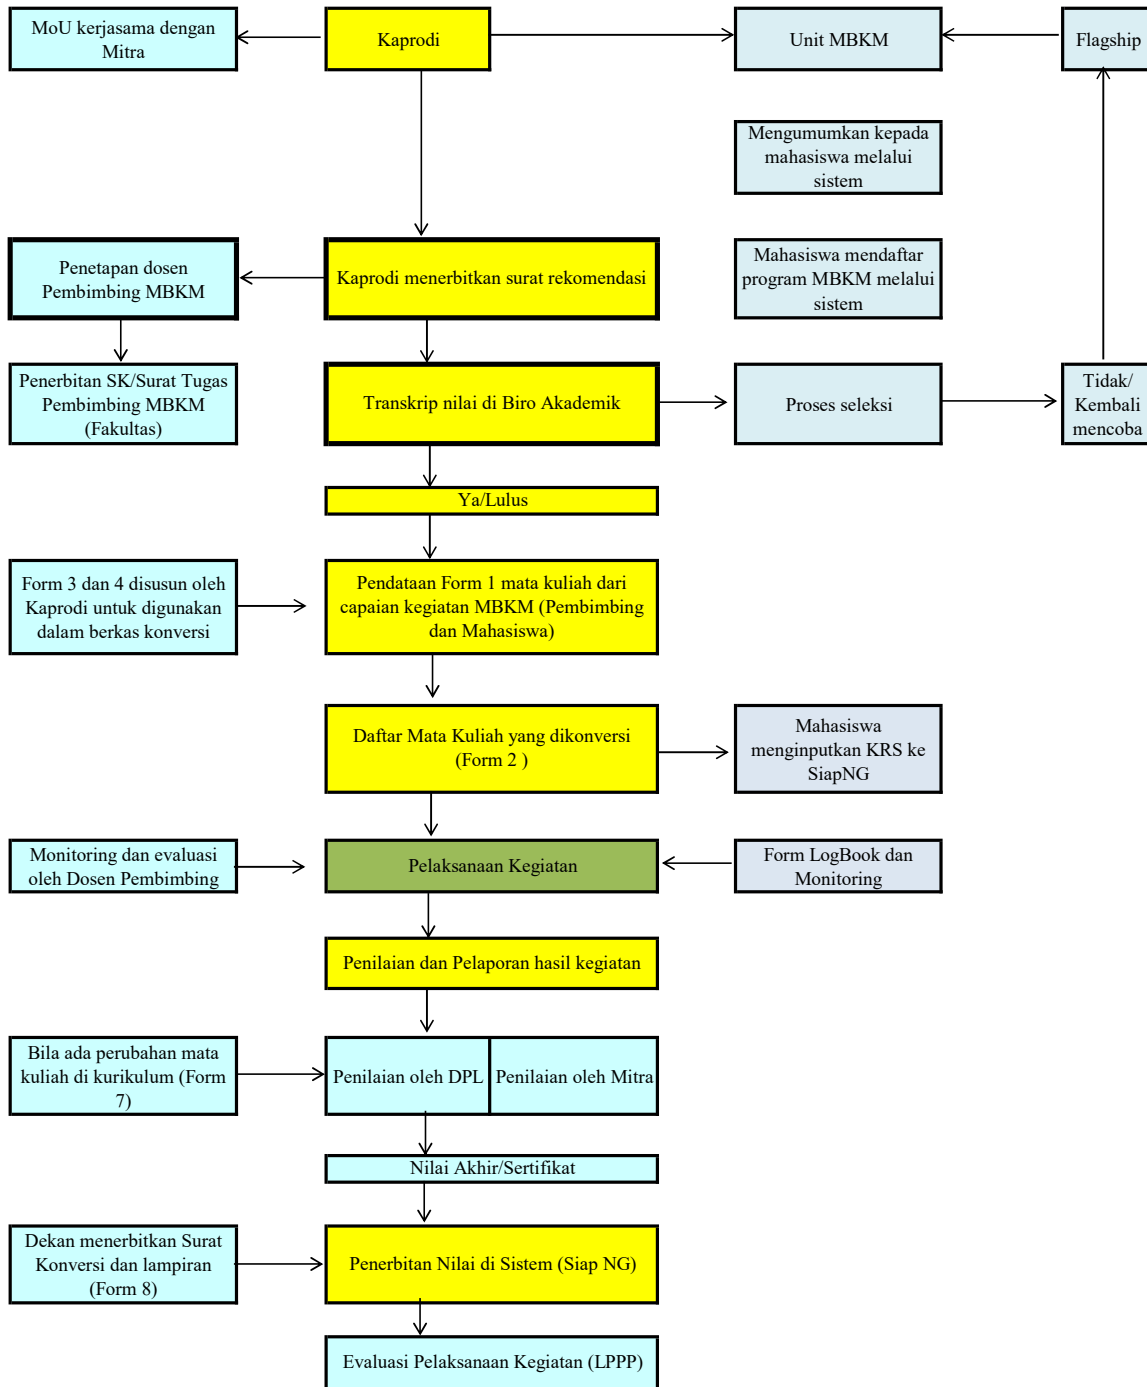 MoU kerjasama dengan
Mitra
Kaprodi
Unit MBKM
Flagship
Mengumumkan kepada
mahasiswa melalui
sistem
Penetapan dosen
Pembimbing MBKM
Kaprodi menerbitkan surat rekomendasi
Mahasiswa mendaftar
program MBKM melalui
sistem
Penerbitan SK/Surat Tugas
Pembimbing MBKM
(Fakultas)
Transkrip nilai di Biro Akademik
Proses seleksi
Tidak/
Kembali
mencoba
Ya/Lulus
Form 3 dan 4 disusun oleh
Kaprodi untuk digunakan
dalam berkas konversi
Pendataan Form 1 mata kuliah dari
capaian kegiatan MBKM (Pembimbing
dan Mahasiswa)
Daftar Mata Kuliah yang dikonversi
(Form 2 )
Mahasiswa
menginputkan KRS ke
SiapNG
Monitoring dan evaluasi
oleh Dosen Pembimbing
Pelaksanaan Kegiatan
Form LogBook dan
Monitoring
Penilaian dan Pelaporan hasil kegiatan
Bila ada perubahan mata
kuliah di kurikulum (Form
7)
Penilaian oleh DPL
Penilaian oleh Mitra
Nilai Akhir/Sertifikat
Dekan menerbitkan Surat
Konversi dan lampiran
(Form 8)
Penerbitan Nilai di Sistem (Siap NG)
Evaluasi Pelaksanaan Kegiatan (LPPP)